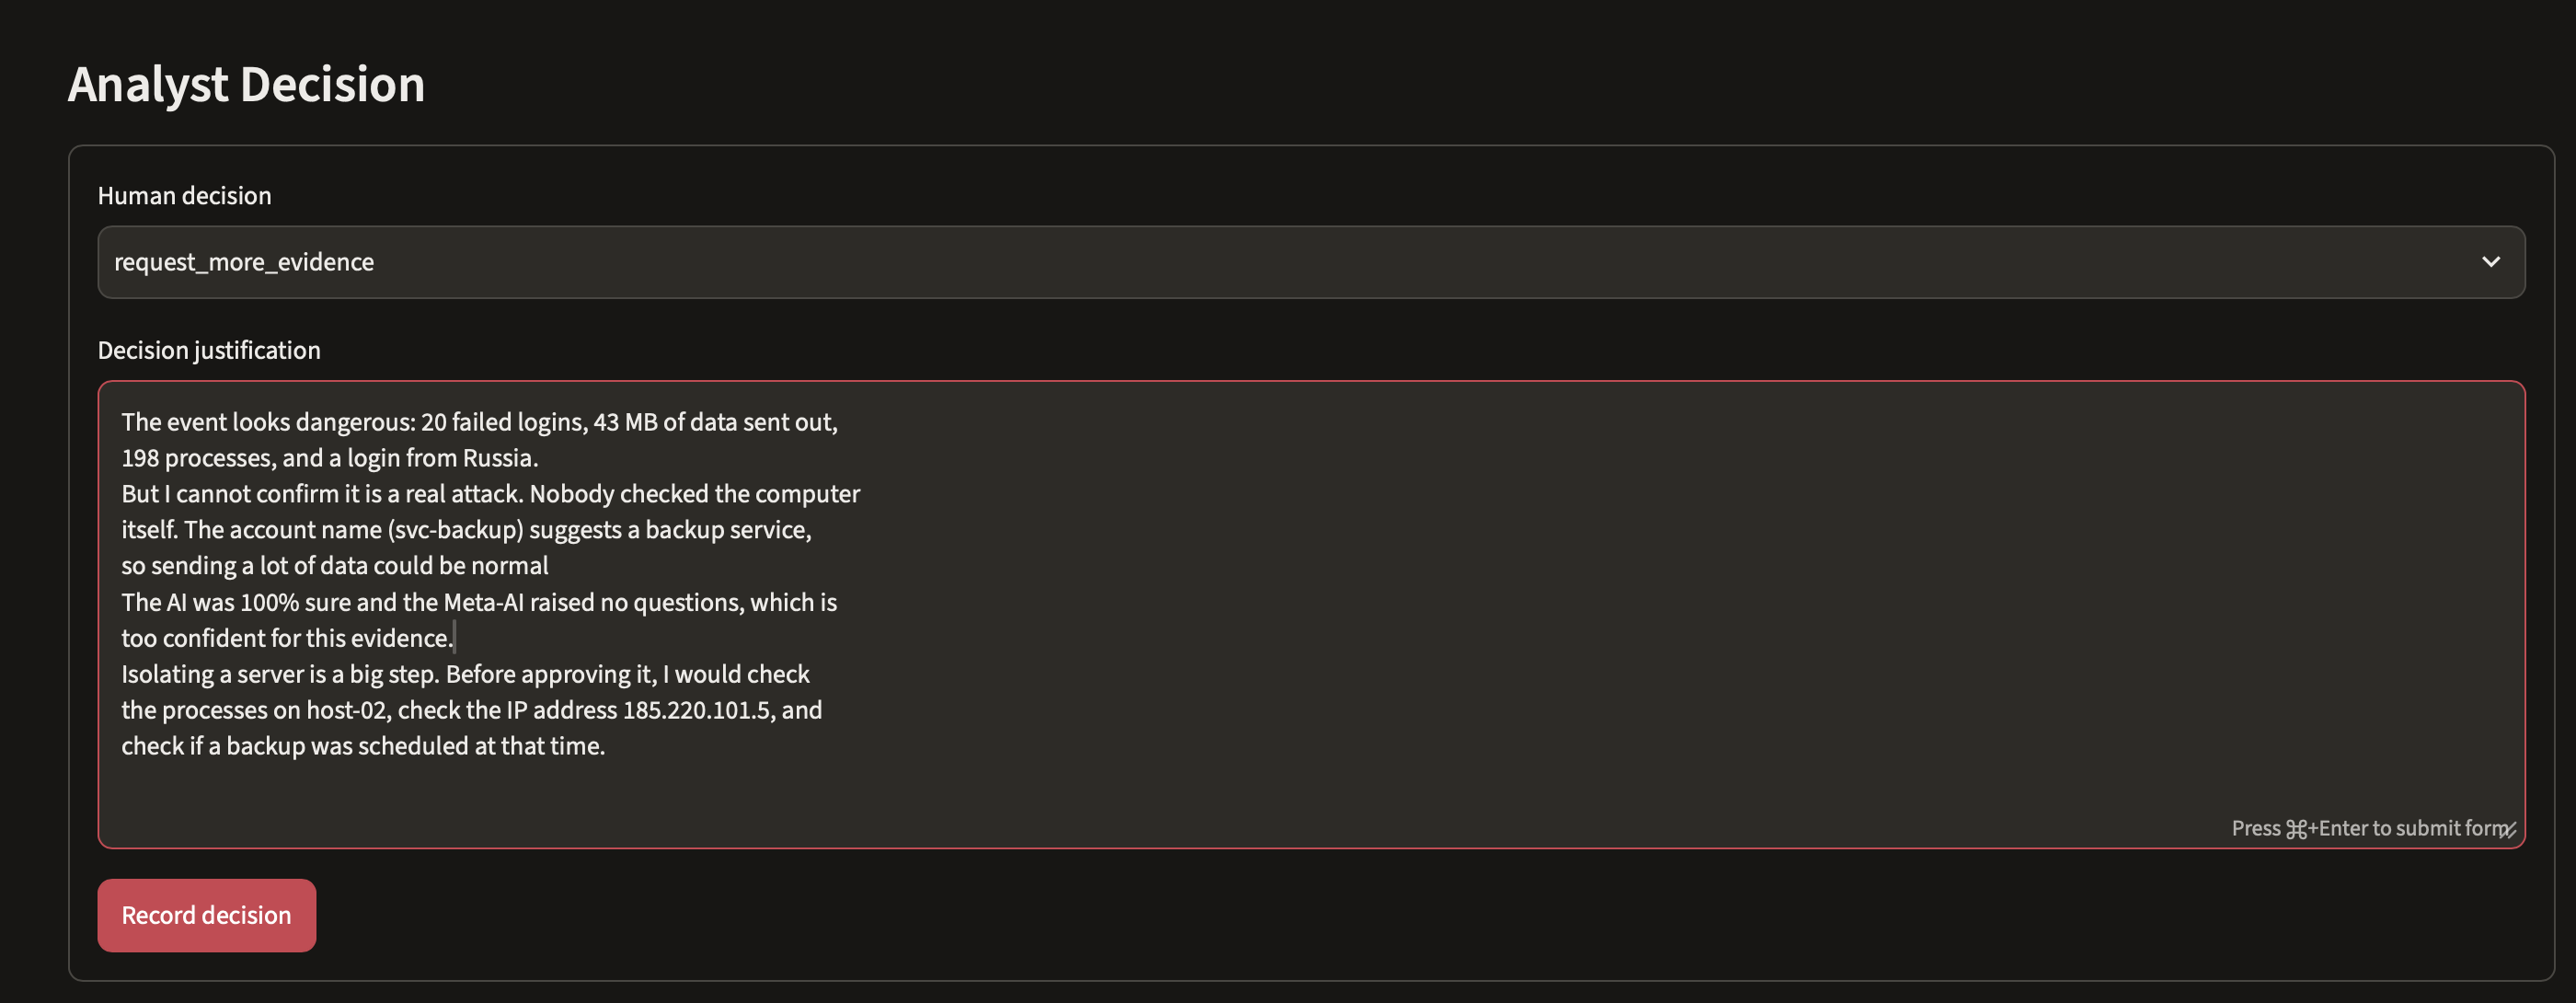 Analyst Decision
Human decision
request_more_evidence
Decision justification
The event looks dangerous: 20 failed logins, 43 MB of data sent out,
198 processes, and a login from Russia.
But I cannot confirm it is a real attack. Nobody checked the computer
itself. The account name (svc-backup) suggests a backup service,
so sending a lot of data could be normal
The AI was 100% sure and the Meta-AI raised no questions, which is
too confident for this evidence.
Isolating a server is a big step. Before approving it, I would check
the processes on host-02, check the IP address 185.220.101.5, and
check if a backup was scheduled at that time.
Press ⌘+Enter to submit form
Record decision